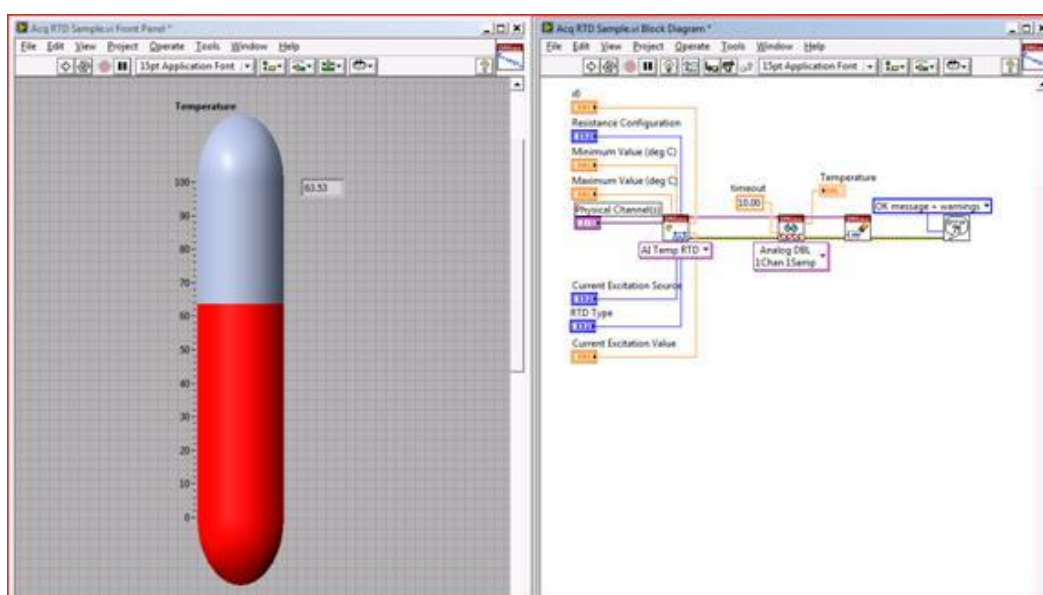 Acq RTD Sample.vi Front Panel *
File Edit View Project Operate Tools Window Help
15pt Application Font
Temperature
63.53
100
90
80
70
60
50
40
30
20
10
0
Acq RTD Sample.vi Block Diagram *
File Edit View Project Operate Tools Window Help
15pt Application Font
r0
Resistance Configuration
Minimum Value (deg C)
Maximum Value (deg C)
Physical Channel(s)
AI Temp RTD
timeout
10.00
Analog DBL
1Chan 1Samp
Temperature
OK message + warnings
Current Excitation Source
RTD Type
Current Excitation Value